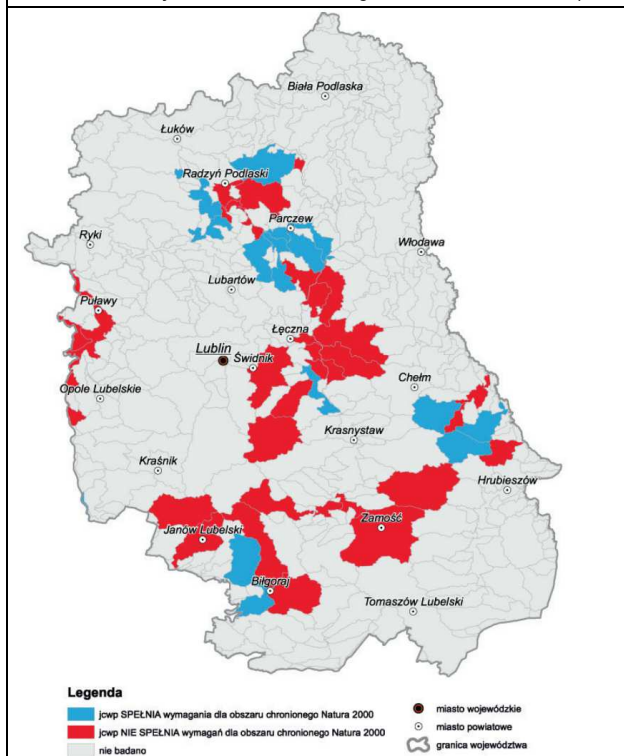 Biała Podlaska
Łuków
Radzyń Podlaski
Parczew
Ryki
Włodawa
Lubartów
Puławy
Łęczna
Lublin
Świdnik
Chełm
Opole Lubelskie
Krasnystaw
Kraśnik
Hrubieszów
Zamość
Janów Lubelski
Biłgoraj
Tomaszów Lubelski
Legenda
jcwp SPEŁNIA wymagania dla obszaru chronionego Natura 2000
jcwp NIE SPEŁNIA wymagań dla obszaru chronionego Natura 2000
nie badano
miasto wojewódzkie
miasto powiatowe
granica województwa